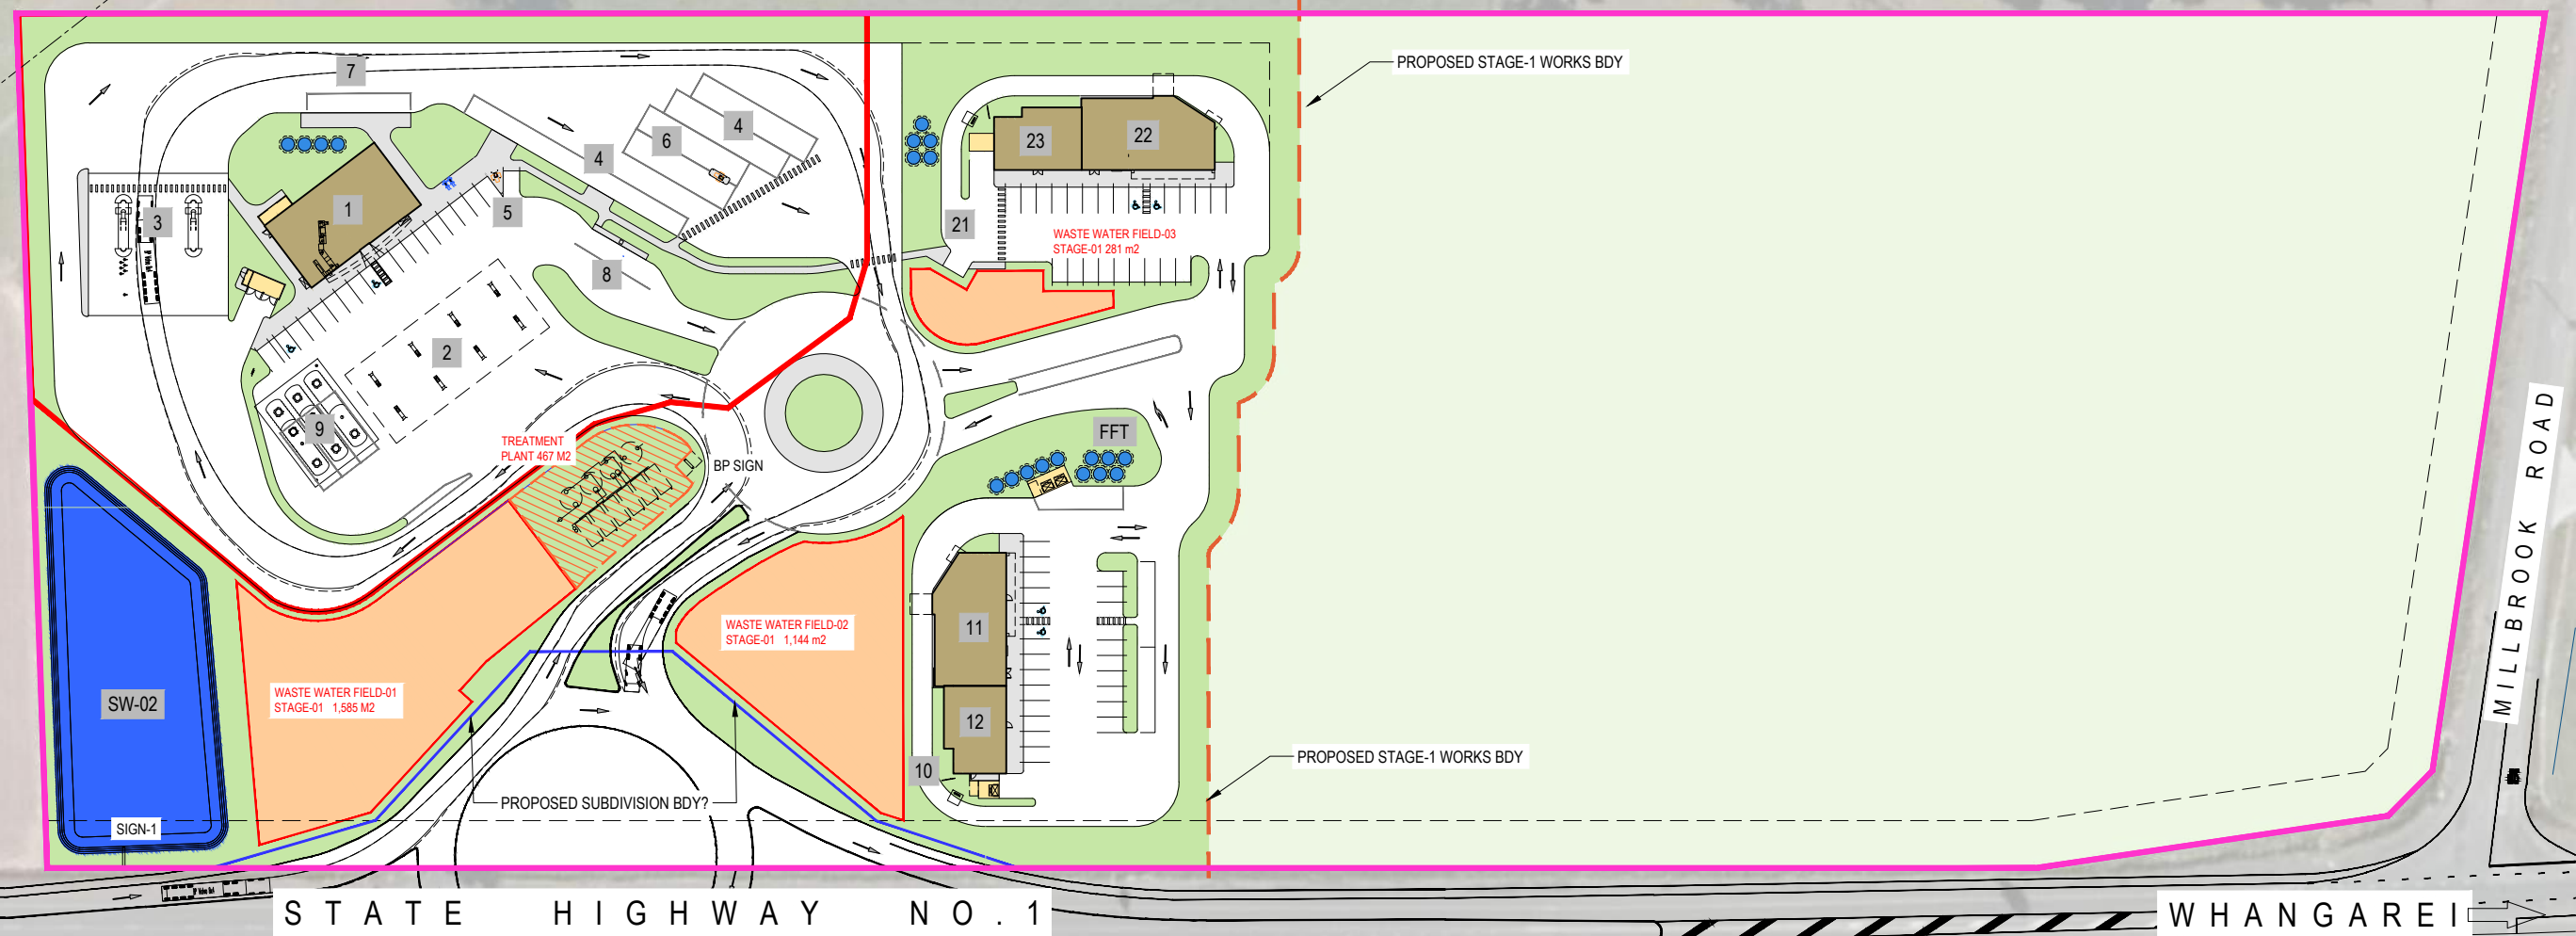 PROPOSED STAGE-1 WORKS BDY
7
4
6
4
23
22
3
1
5
21
WASTE WATER FIELD-03
STAGE-01 281 m2
8
2
9
TREATMENT
PLANT 467 M2
FFT
BP SIGN
MILLBROOK ROAD
11
WASTE WATER FIELD-02
STAGE-01 1,144 m2
SW-02
WASTE WATER FIELD-01
STAGE-01 1,585 M2
12
10
PROPOSED STAGE-1 WORKS BDY
PROPOSED SUBDIVISION BDY?
SIGN-1
STATE HIGHWAY NO.1
WHANGAREI